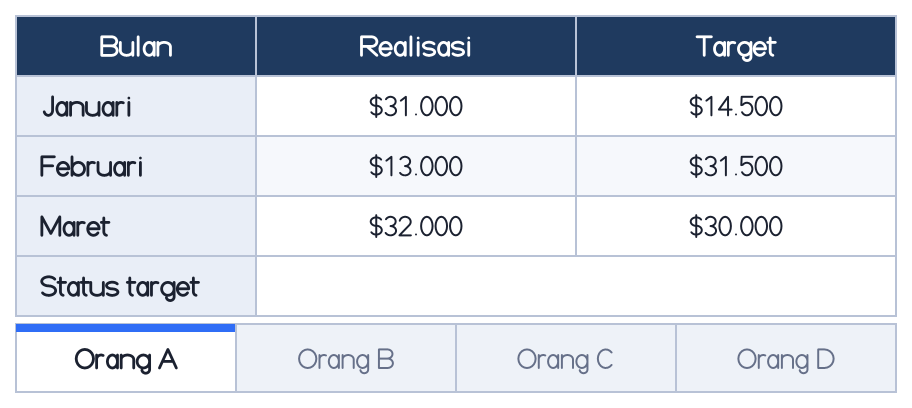 Bulan Realisasi Target
Januari $31.000 $14.500
Februari $13.000 $31.500
Maret $32.000 $30.000
Status target
Orang A Orang B Orang C Orang D